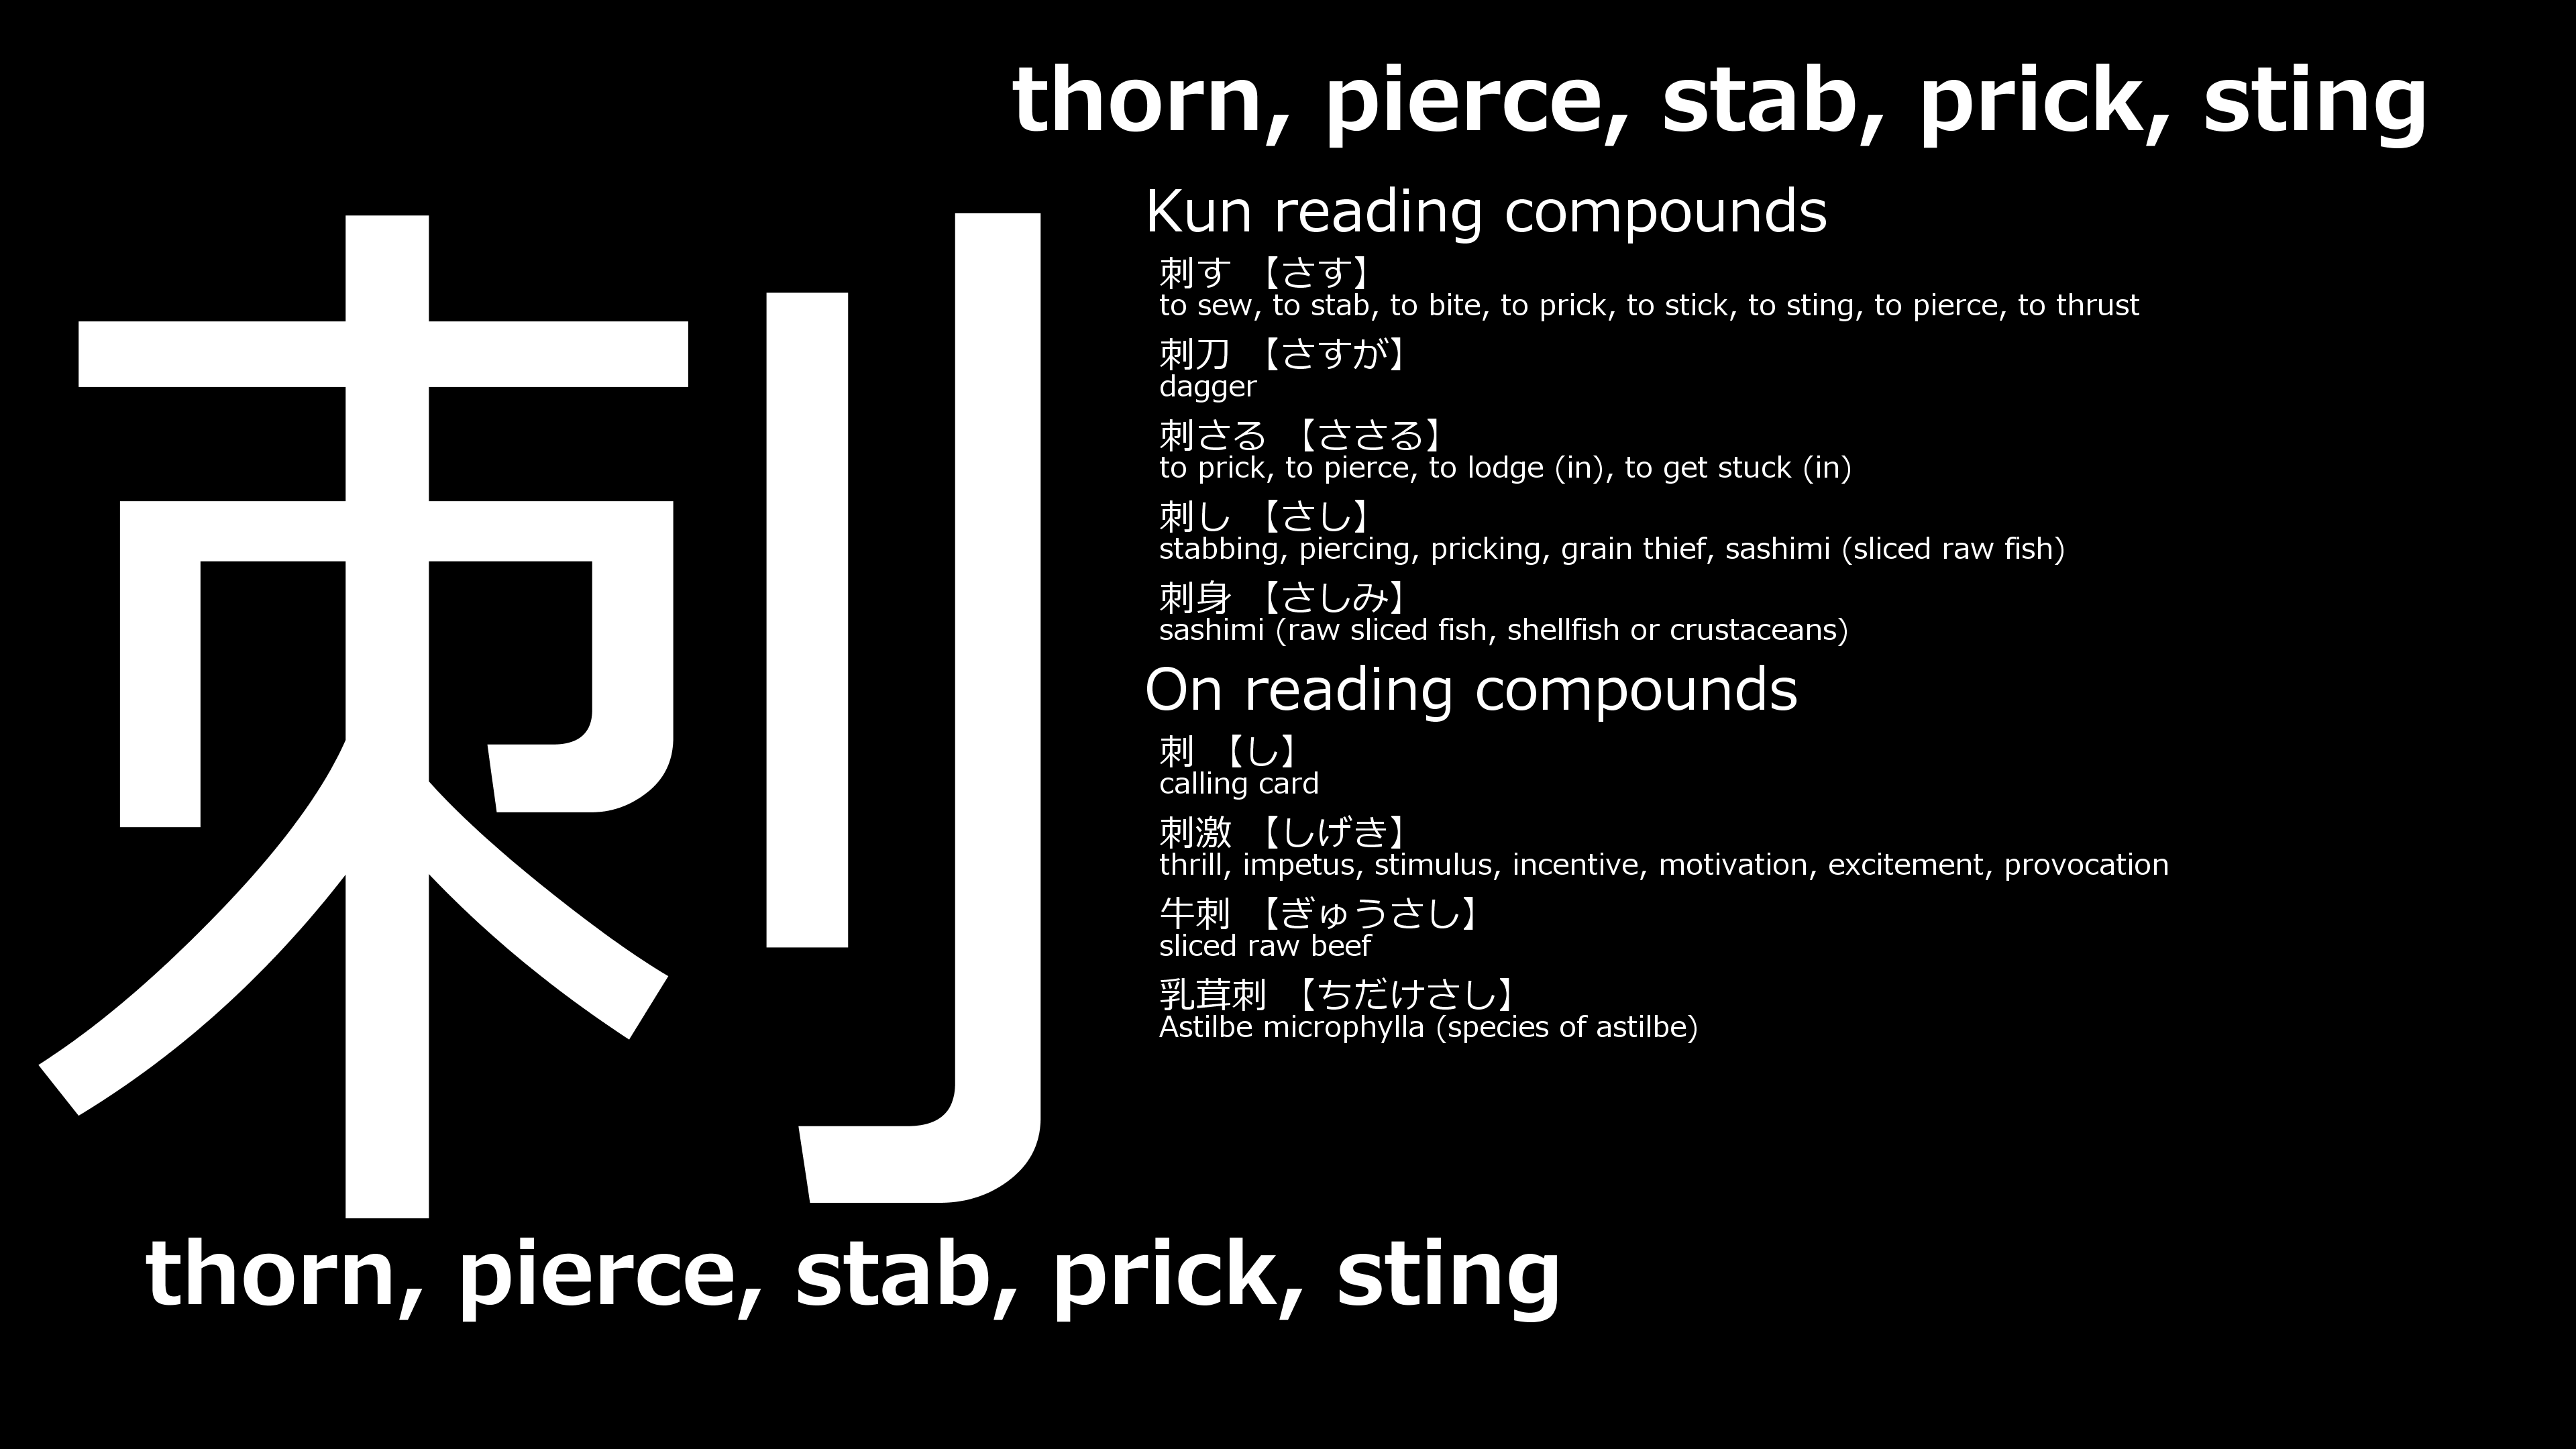 thorn, pierce, stab, prick, sting
刺
Kun reading compounds
刺す 【さす】
to sew, to stab, to bite, to prick, to stick, to sting, to pierce, to thrust
刺刀 【さすが】
dagger
刺さる 【ささる】
to prick, to pierce, to lodge (in), to get stuck (in)
刺し 【さし】
stabbing, piercing, pricking, grain thief, sashimi (sliced raw fish)
刺身 【さしみ】
sashimi (raw sliced fish, shellfish or crustaceans)
On reading compounds
刺 【し】
calling card
刺激 【しげき】
thrill, impetus, stimulus, incentive, motivation, excitement, provocation
牛刺 【ぎゅうさし】
sliced raw beef
乳茸刺 【ちだけさし】
Astilbe microphylla (species of astilbe)
thorn, pierce, stab, prick, sting